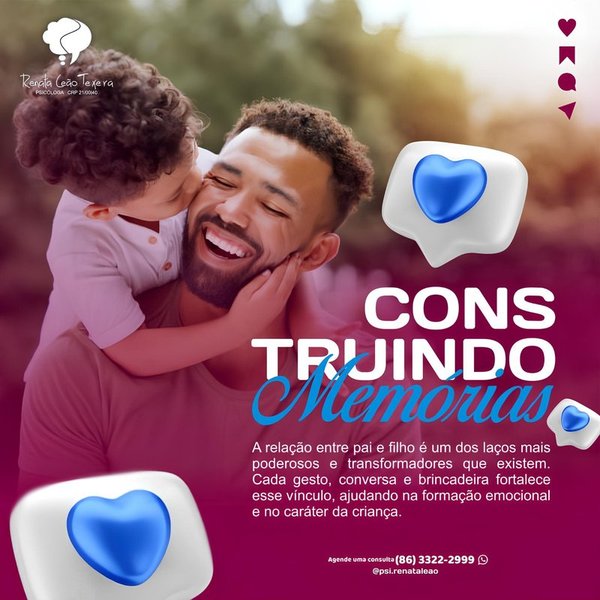 Renata Leão Texeira
PSICÓLOGA CRP 21/00140
CONS
TRUINDO
Memórias
A relação entre pai e filho é um dos laços mais
poderosos e transformadores que existem.
Cada gesto, conversa e brincadeira fortalece
esse vínculo, ajudando na formação emocional
e no caráter da criança.
Agende uma consulta (86) 3322-2999
@psi.renataleao